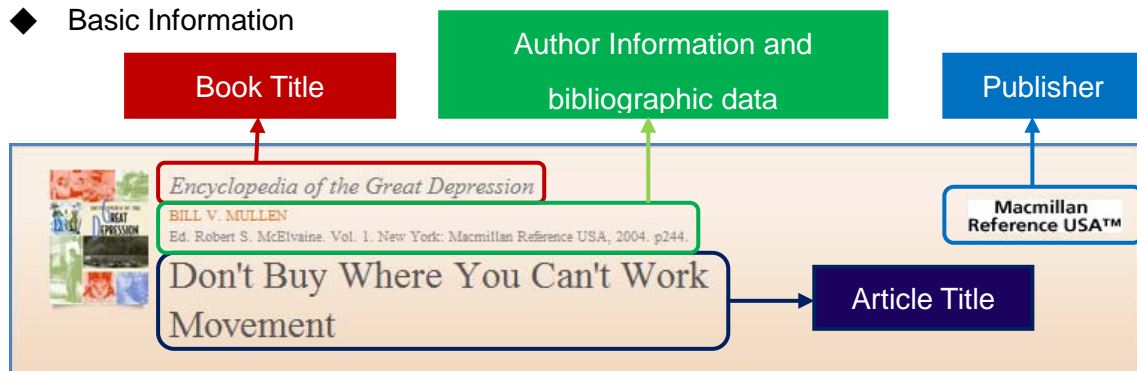 ◆ Basic Information
Book Title
Author Information and
bibliographic data
Publisher
Encyclopedia of the Great Depression
BILL V. MULLEN
Ed. Robert S. McElvaine. Vol. 1. New York: Macmillan Reference USA, 2004. p244.
Macmillan
Reference USA™
Don't Buy Where You Can't Work
Movement
Article Title
GREAT
DEPRESSION